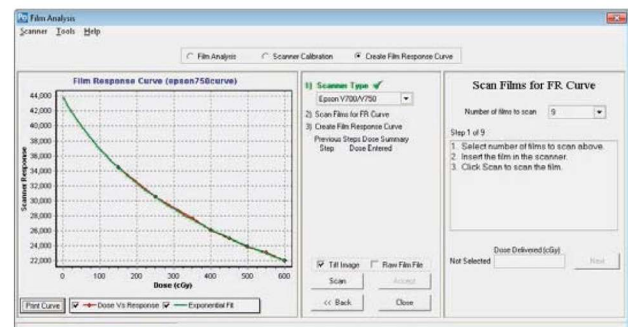 Film Analysis
Scanner Tools Help
Film Analysis Scanner Calibration Create Film Response Curve
Film Response Curve (epson750curve)
44,000
42,000
40,000
38,000
36,000
34,000
32,000
30,000
28,000
26,000
24,000
22,000
Scanner Response
0 100 200 300 400 500 600
Dose (cGy)
Print Curve Dose Vs Response Exponential Fit
1) Scanner Type
Epson V700/V750
2) Scan Films for FR Curve
3) Create Film Response Curve
Previous Steps Dose Summary
Step Dose Entered
Tiff Image Raw Film File
Scan Accept
<< Back Close
Scan Films for FR Curve
Number of films to scan 9
Step 1 of 9
1. Select number of films to scan above.
2. Insert the film in the scanner.
3. Click Scan to scan the film.
Dose Delivered (cGy)
Not Selected Next